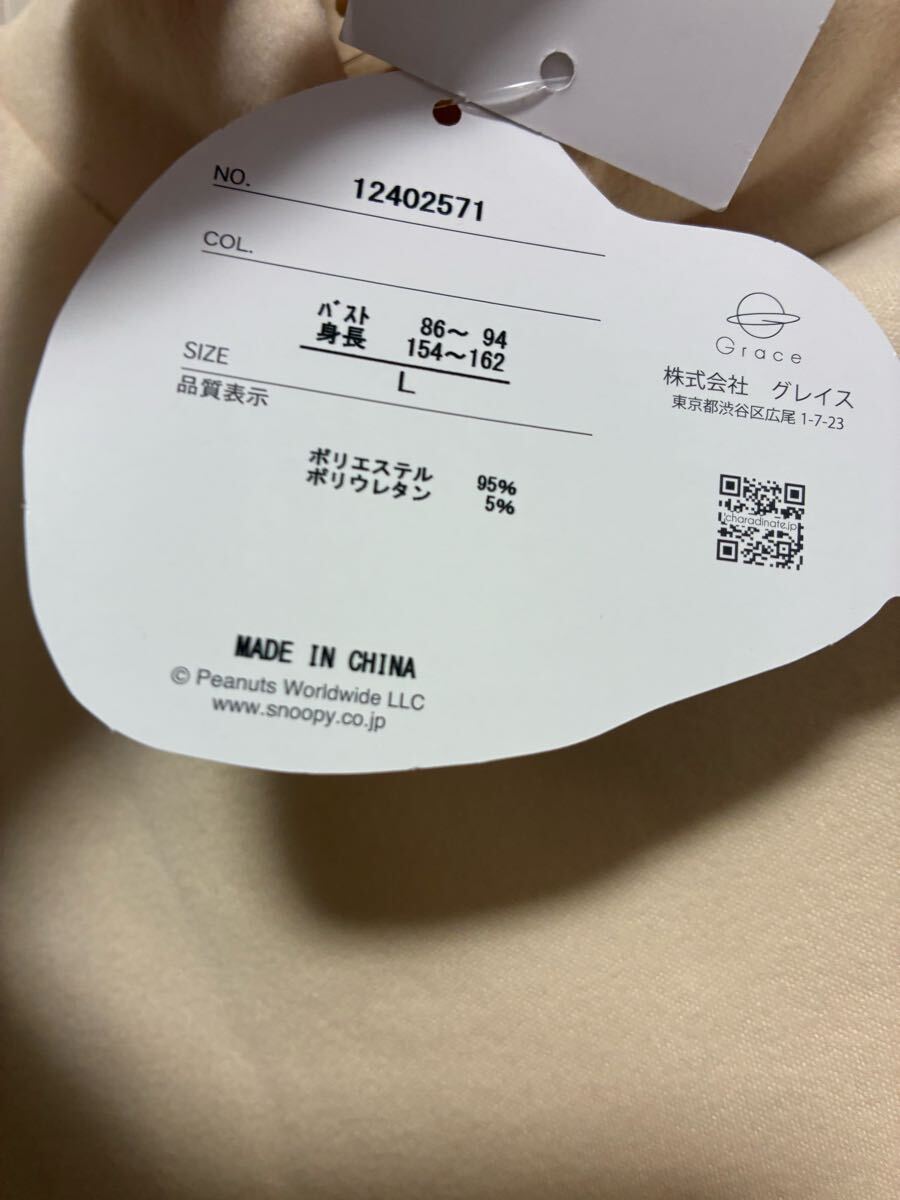 NO. 12402571
COL.
バスト 86～ 94
身長 154～162
SIZE L
品質表示
ポリエステル 95%
ポリウレタン 5%
MADE IN CHINA
© Peanuts Worldwide LLC
www.snoopy.co.jp
Grace
株式会社 グレイス
東京都渋谷区広尾 1-7-23
charadinate.jp